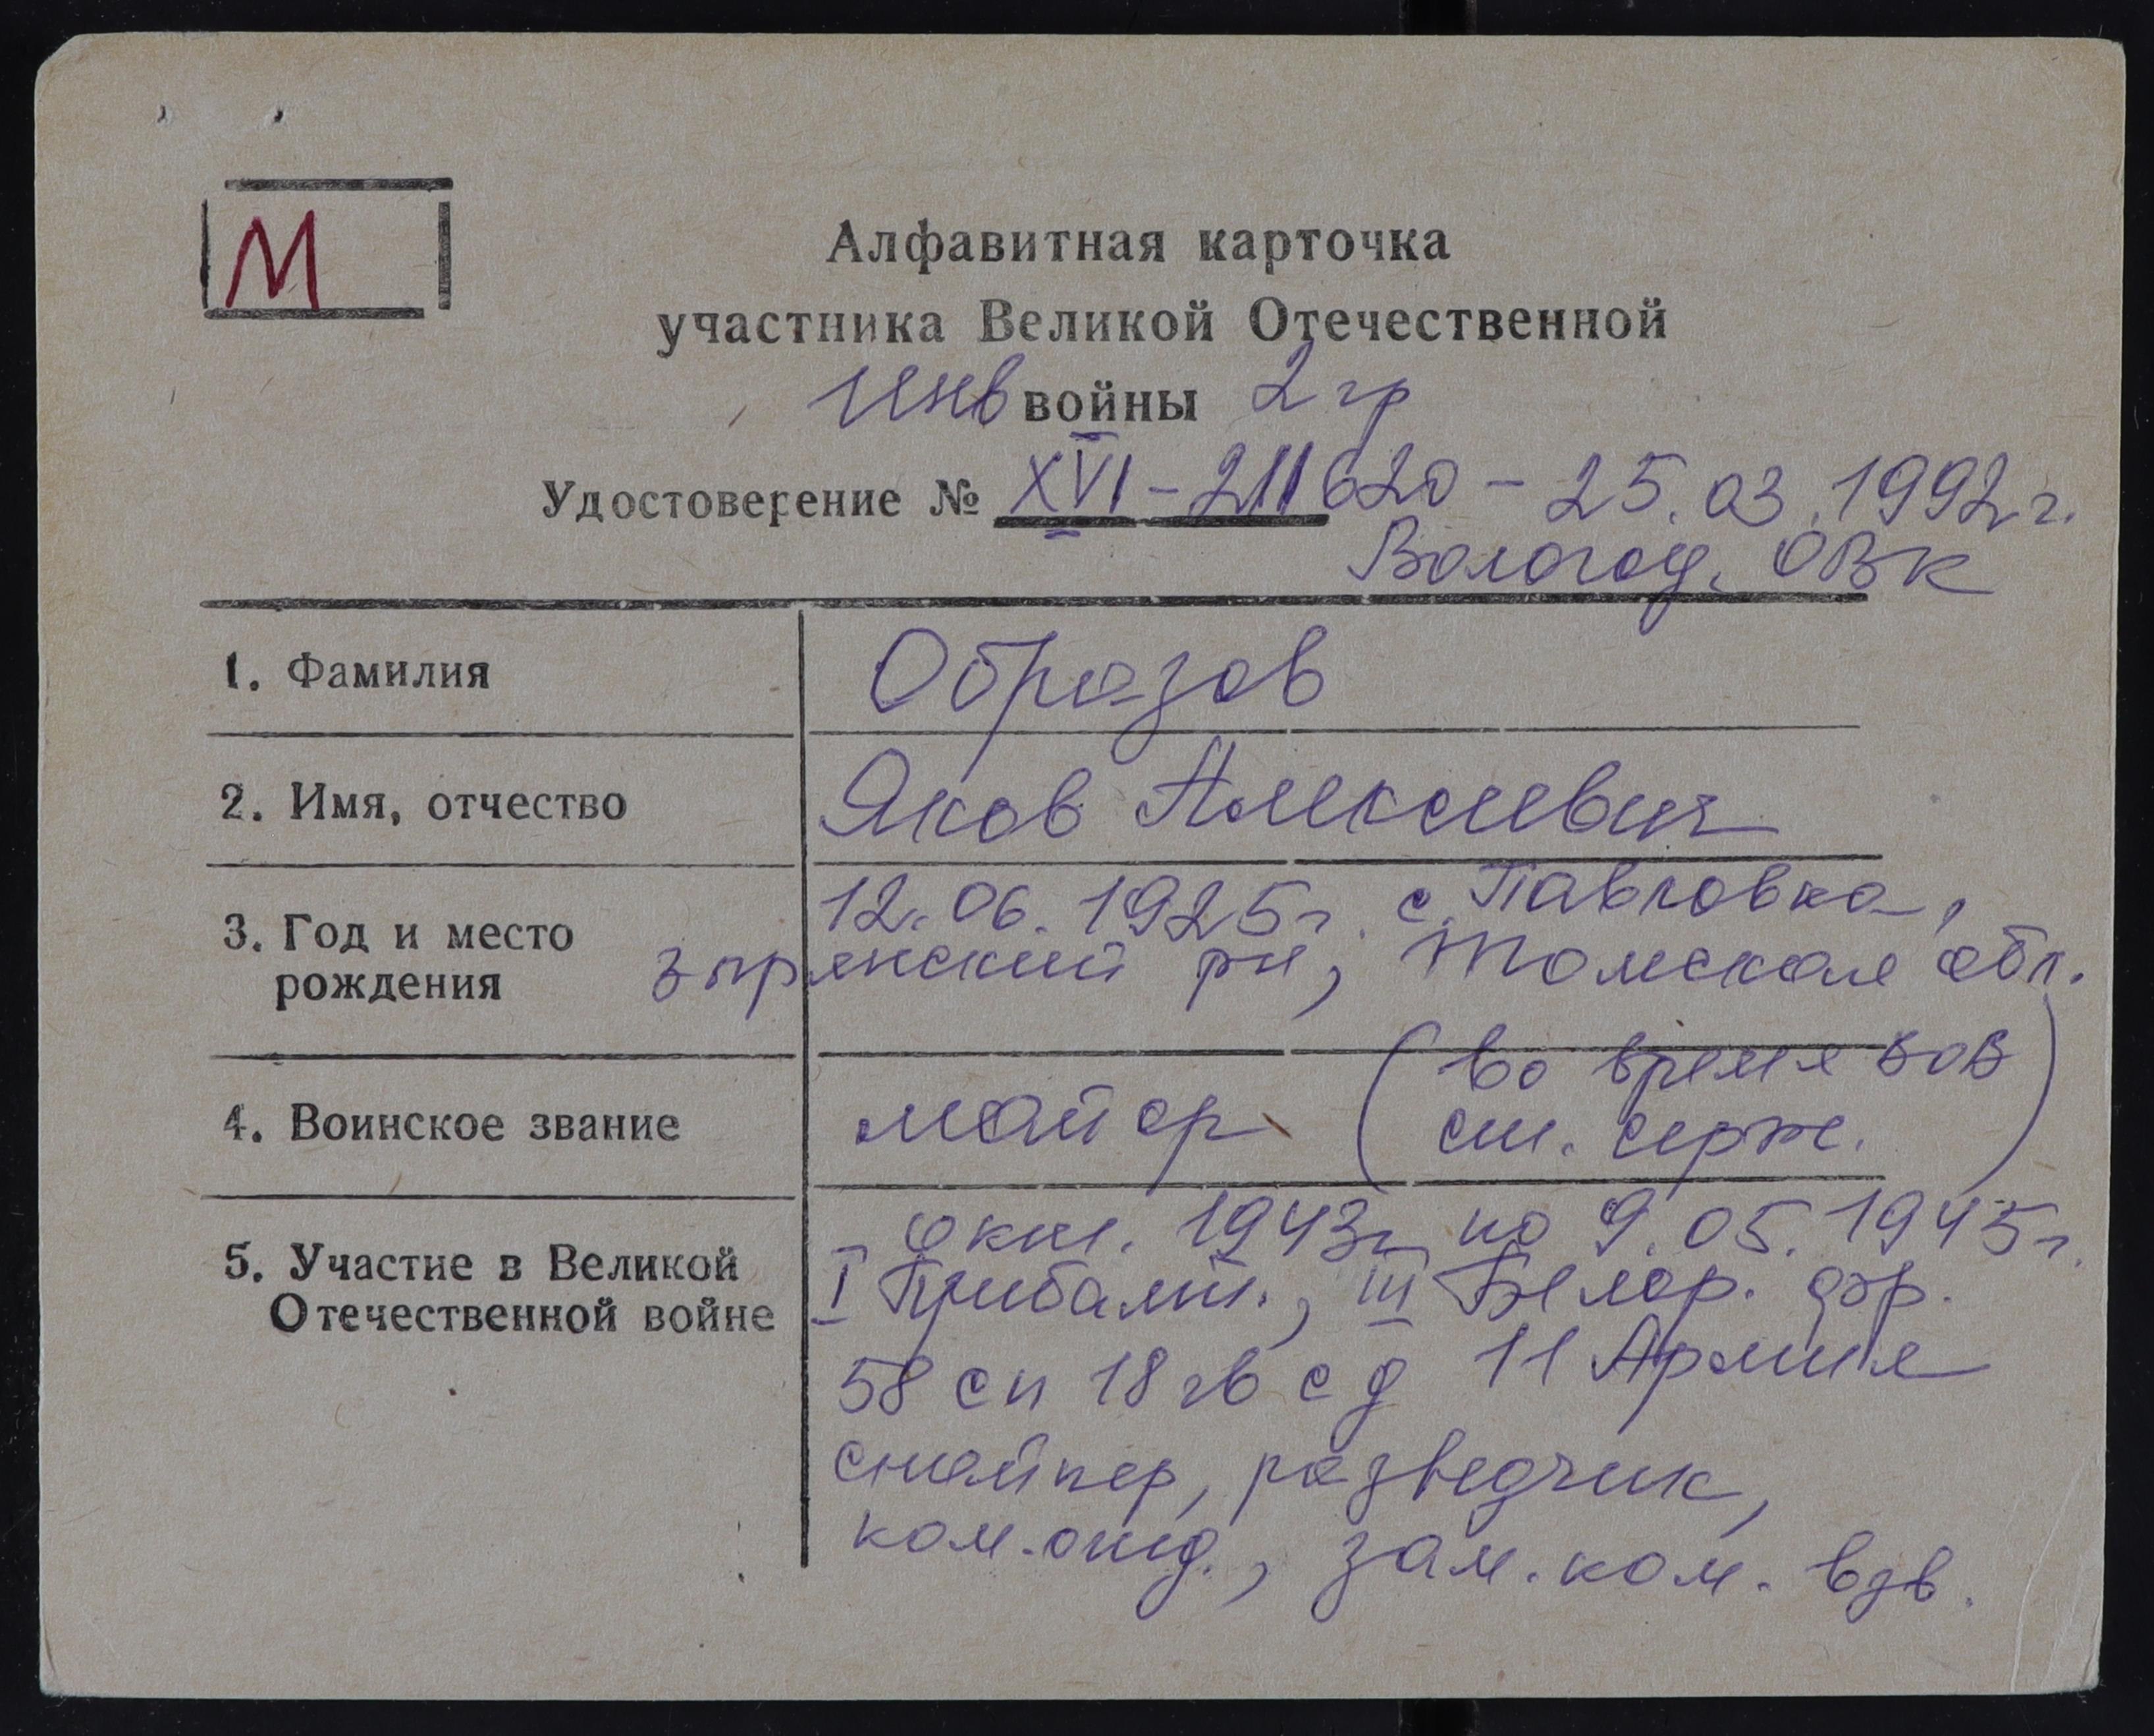 М
Алфавитная карточка
участника Великой Отечественной
инв войны 2 гр
Удостоверение № XVI - 211620 - 25.03.1992 г.
Вологод. ОВК
1. Фамилия Образов
2. Имя, отчество Яков Алексеевич
3. Год и место рождения 12.06.1925 г. с. Павловка,
зырянский рн, Томская обл.
4. Воинское звание майор (во время ВОВ
ст. серж.)
5. Участие в Великой Отечественной войне окт. 1943 г по 9.05.1945 г.
I Прибалт., III Белор. фр.
58 сп 18 гв сд 11 Армия
снайпер, разведчик,
ком. отд., зам. ком. взв.